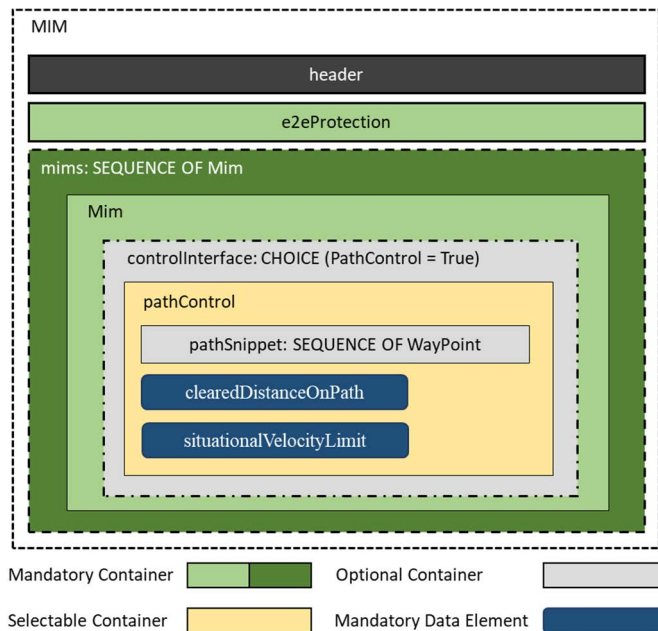 MIM
header
e2eProtection
mims: SEQUENCE OF Mim
Mim
controlInterface: CHOICE (PathControl = True)
pathControl
pathSnippet: SEQUENCE OF WayPoint
clearedDistanceOnPath
situationalVelocityLimit
Mandatory Container
Optional Container
Selectable Container
Mandatory Data Element